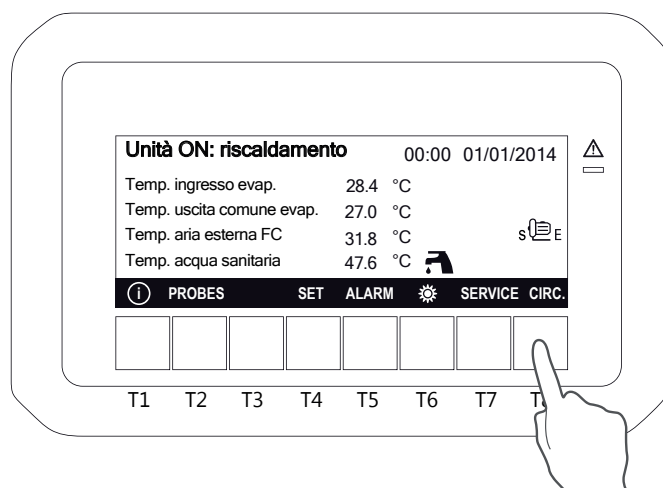 Unità ON: riscaldamento 00:00 01/01/2014
Temp. ingresso evap. 28.4 °C
Temp. uscita comune evap. 27.0 °C
Temp. aria esterna FC 31.8 °C
S E
Temp. acqua sanitaria 47.6 °C
i PROBES SET ALARM SERVICE CIRC.
T1 T2 T3 T4 T5 T6 T7